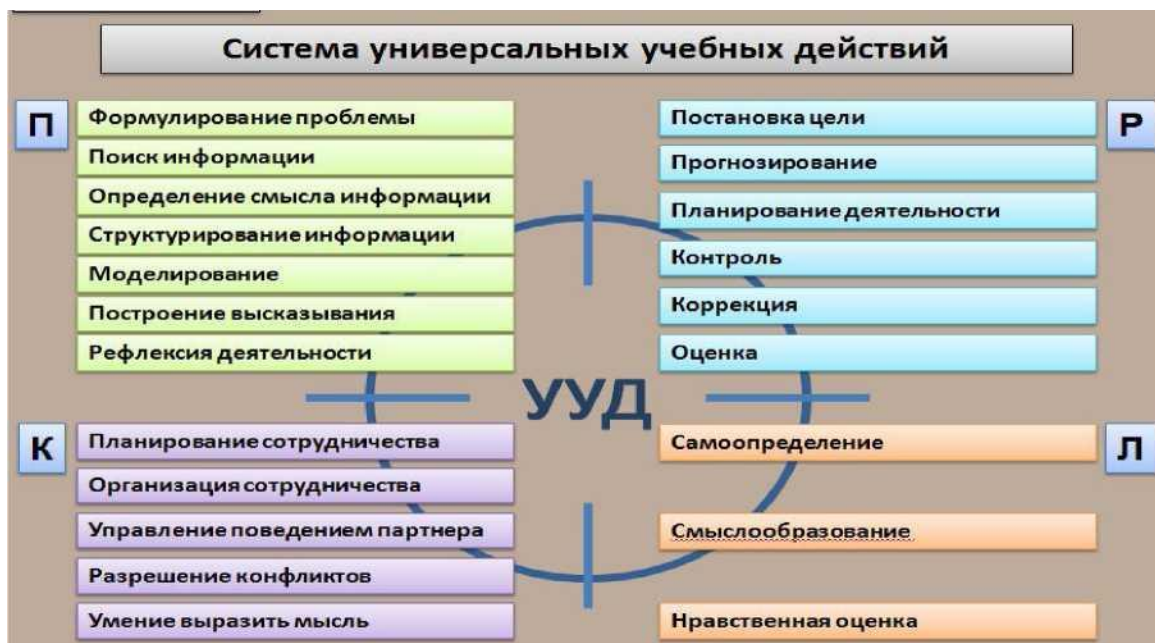 Система универсальных учебных действий
П
Формулирование проблемы
Поиск информации
Определение смысла информации
Структурирование информации
Моделирование
Построение высказывания
Рефлексия деятельности
Р
Постановка цели
Прогнозирование
Планирование деятельности
Контроль
Коррекция
Оценка
УУД
К
Планирование сотрудничества
Организация сотрудничества
Управление поведением партнера
Разрешение конфликтов
Умение выразить мысль
Л
Самоопределение
Смыслообразование
Нравственная оценка